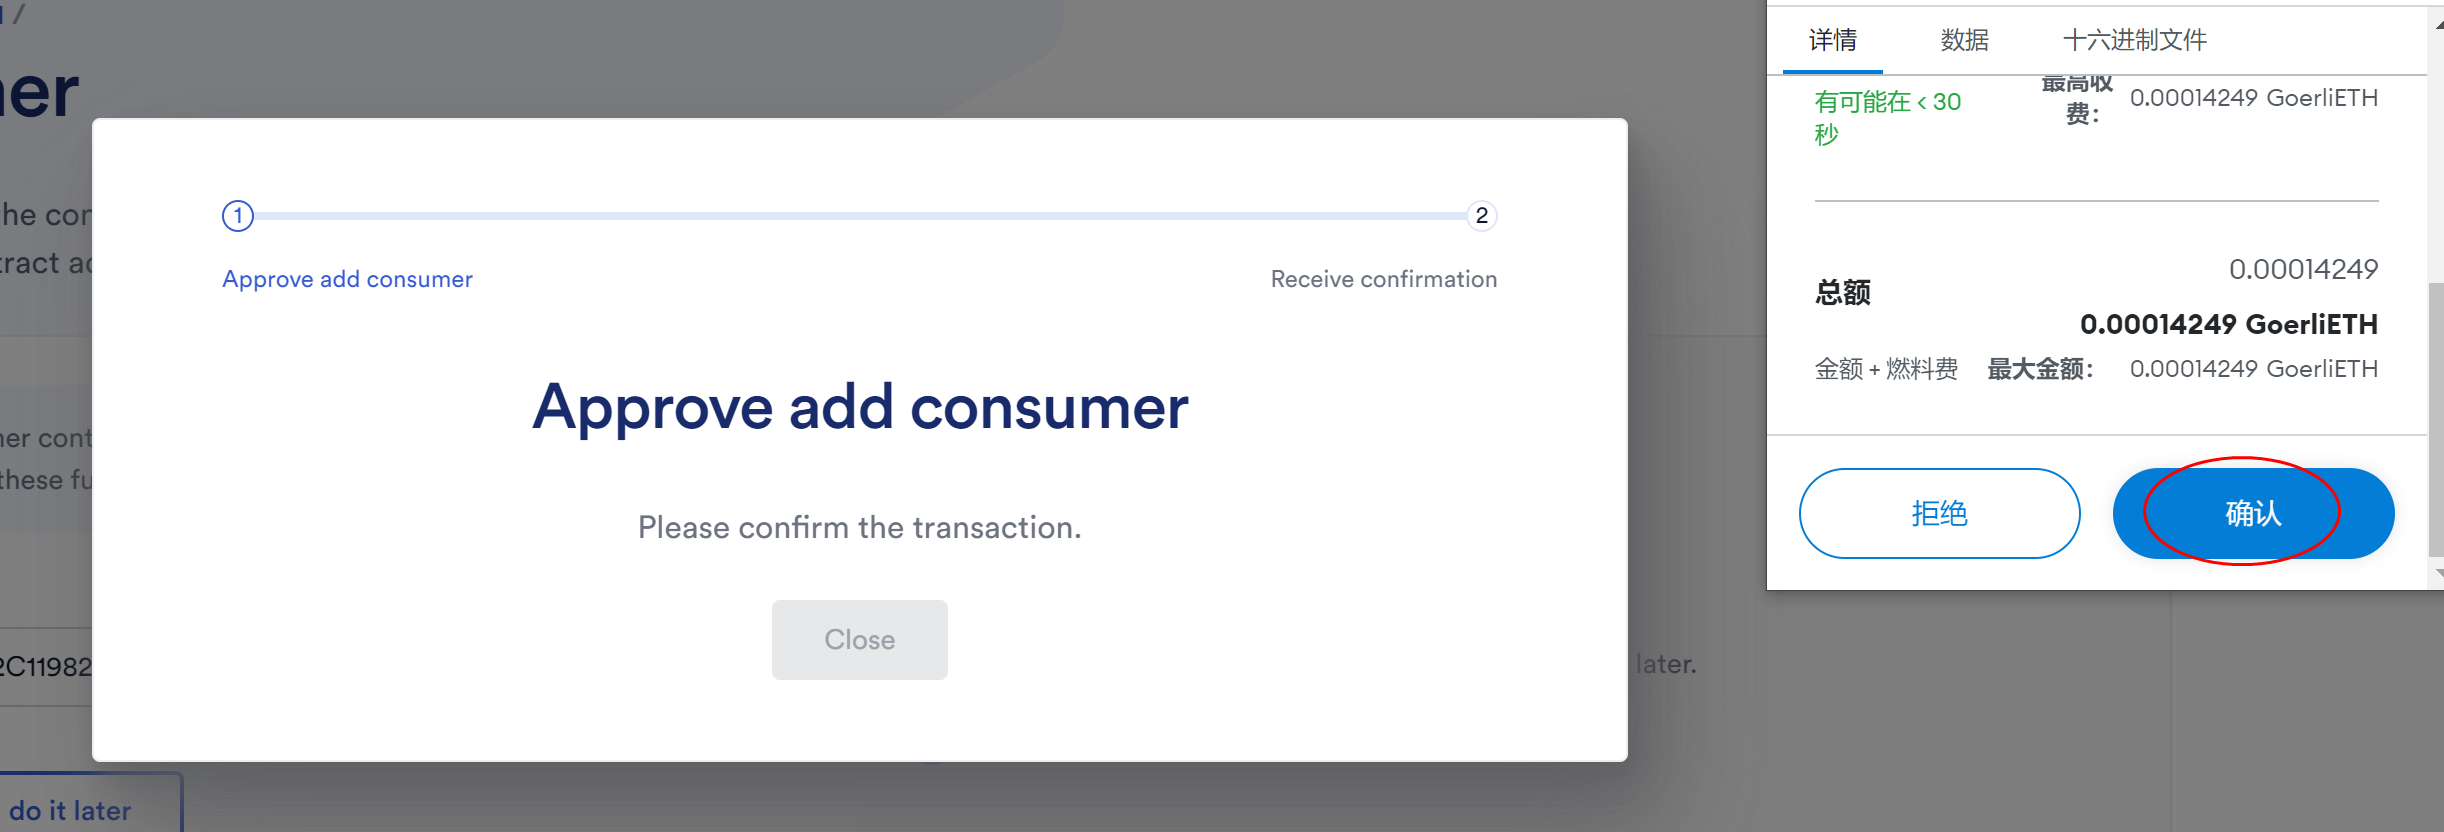 /
er
he con
tract ac
er cont
these fu
2C11982
do it later
1
2
Approve add consumer
Receive confirmation
Approve add consumer
Please confirm the transaction.
Close
later.
详情 数据 十六进制文件
有可能在 < 30
秒
最高收
费：
0.00014249 GoerliETH
总额
0.00014249
0.00014249 GoerliETH
金额 + 燃料费 最大金额： 0.00014249 GoerliETH
拒绝 确认